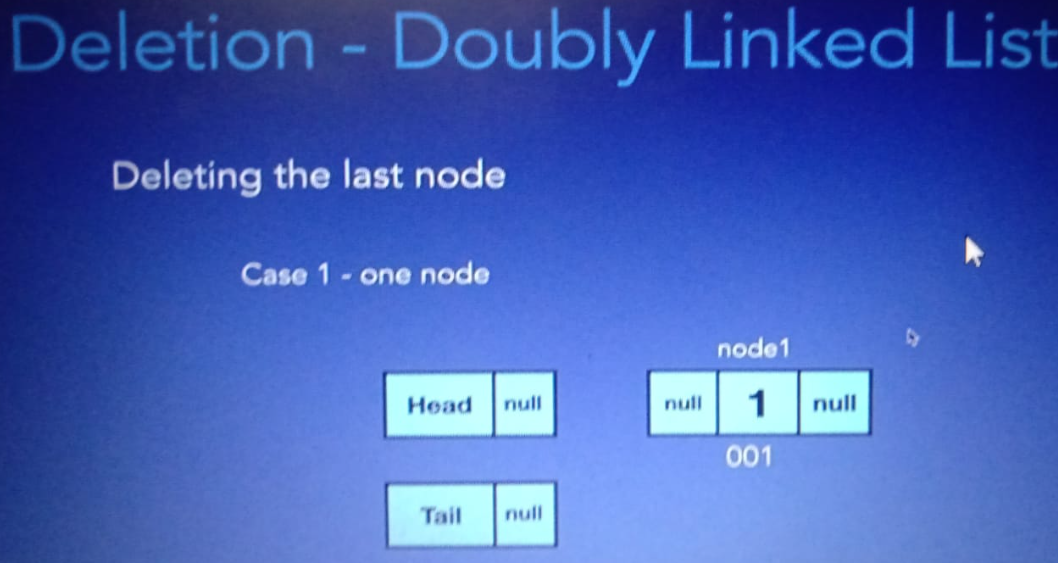 Deletion - Doubly Linked List
Deleting the last node
Case 1 - one node
node1
Head null
null 1 null
001
Tail null